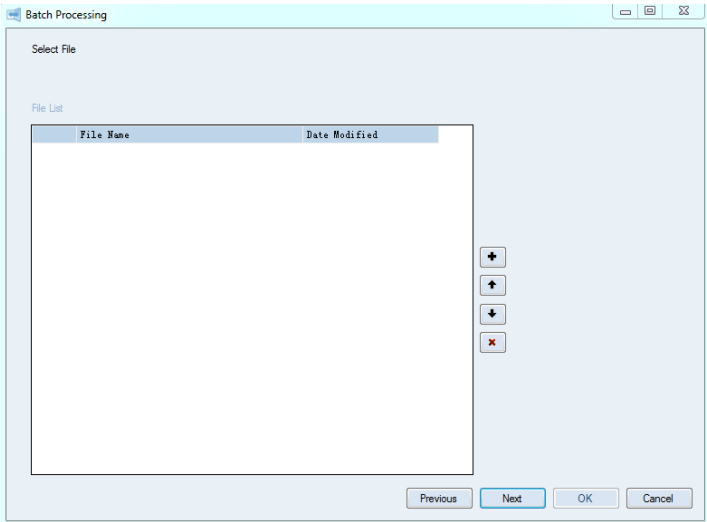 Batch Processing
Select File
File List
File Name Date Modified
Previous Next OK Cancel